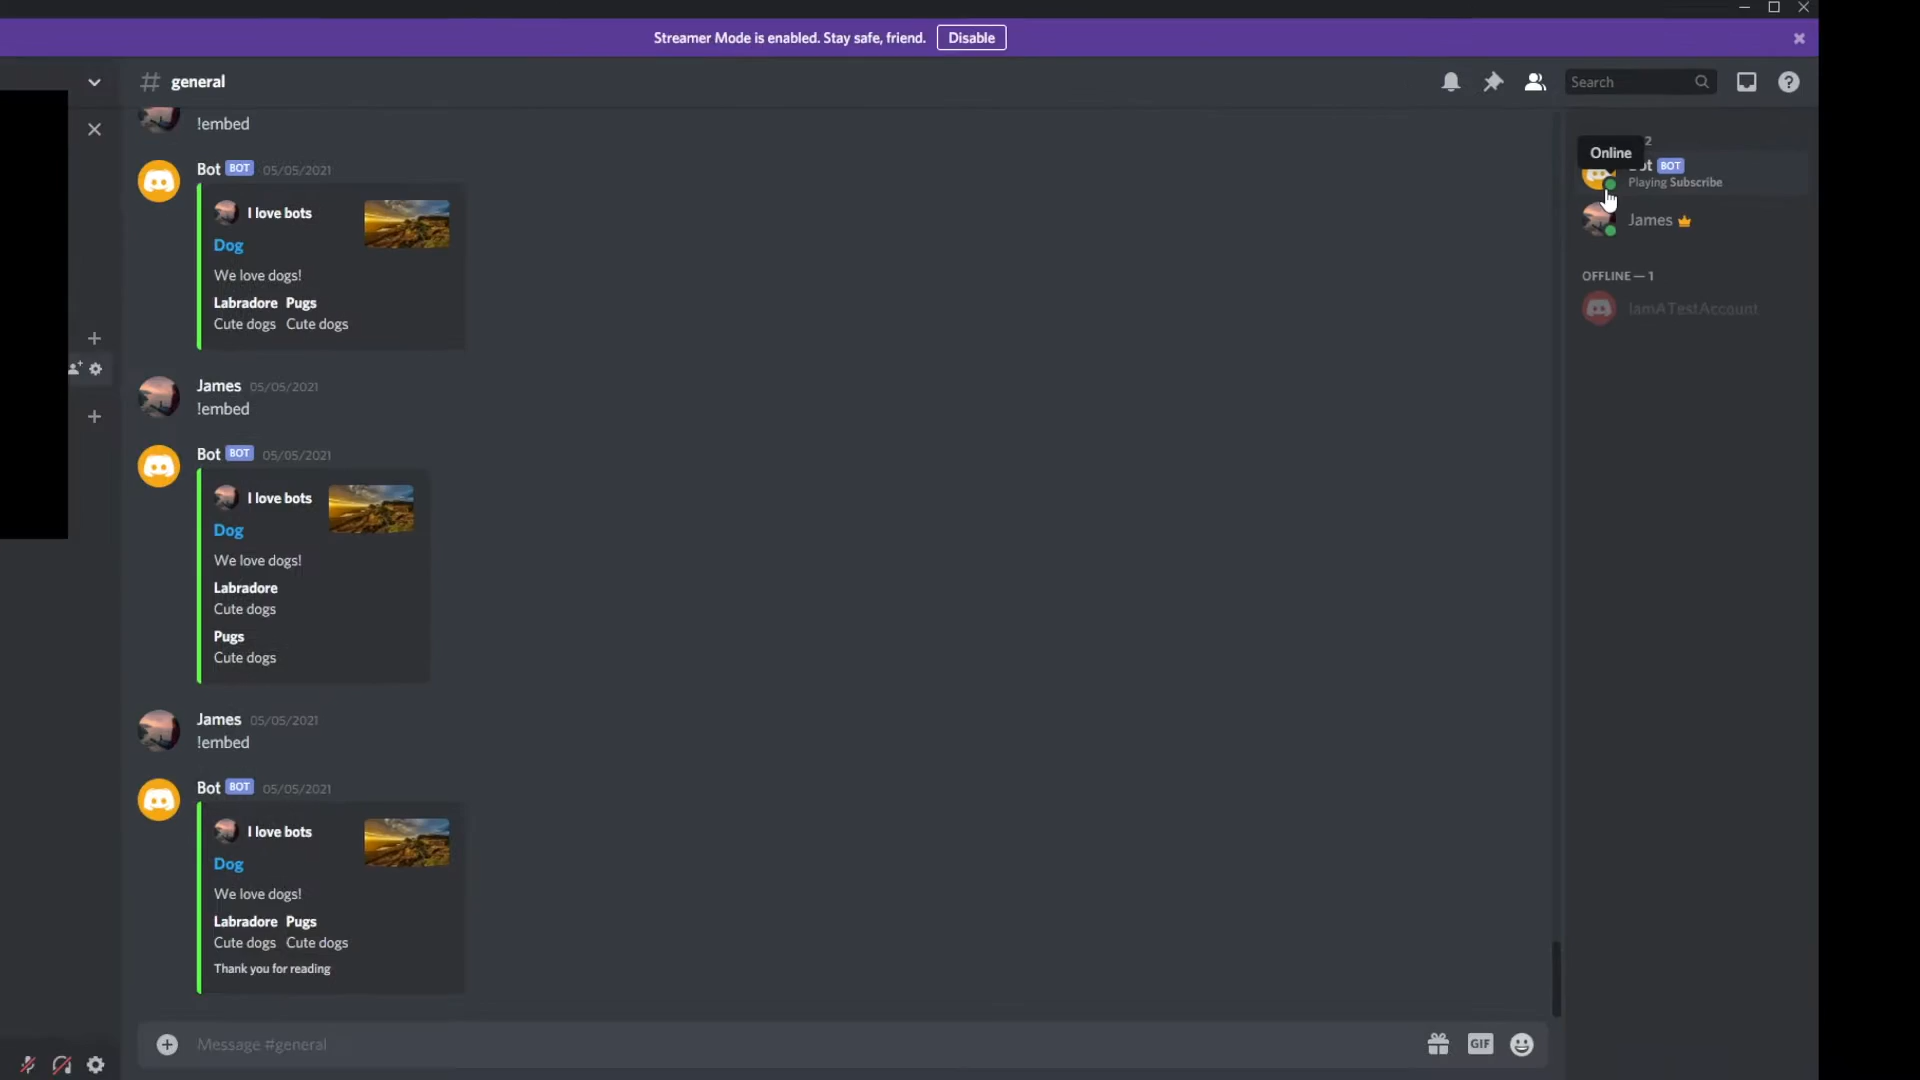 Streamer Mode is enabled. Stay safe, friend. Disable
# general
Search
!embed
Bot BOT 05/05/2021
I love bots
Dog
We love dogs!
Labradore Pugs
Cute dogs Cute dogs
James 05/05/2021
!embed
Bot BOT 05/05/2021
I love bots
Dog
We love dogs!
Labradore
Cute dogs
Pugs
Cute dogs
James 05/05/2021
!embed
Bot BOT 05/05/2021
I love bots
Dog
We love dogs!
Labradore Pugs
Cute dogs Cute dogs
Thank you for reading
Message #general
GIF
2
Online
ot BOT
Playing Subscribe
James
OFFLINE — 1
IamATestAccount